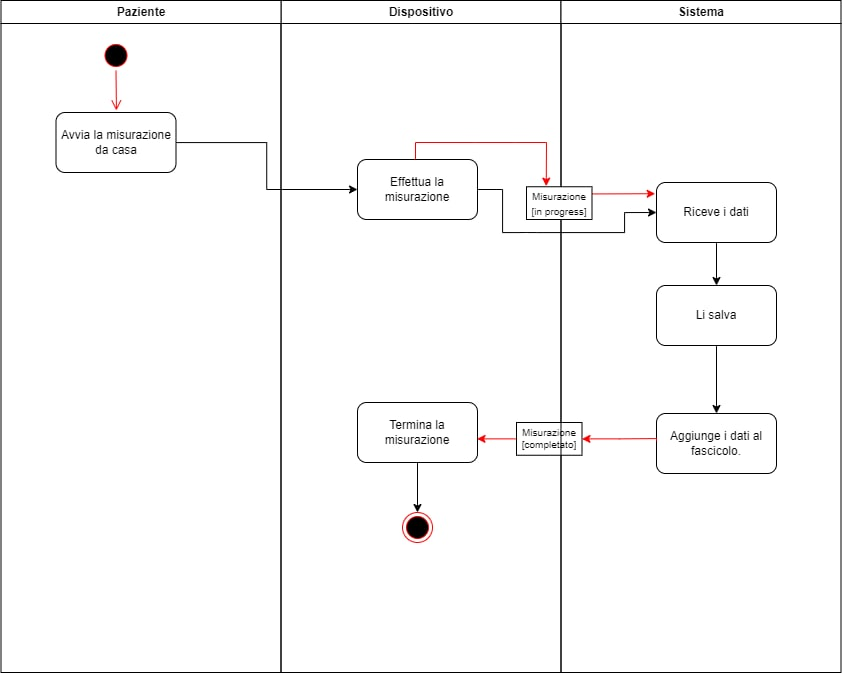 Paziente
Dispositivo
Sistema
Avvia la misurazione
da casa
Effettua la
misurazione
Misurazione
[in progress]
Riceve i dati
Li salva
Termina la
misurazione
Misurazione
[completato]
Aggiunge i dati al
fascicolo.